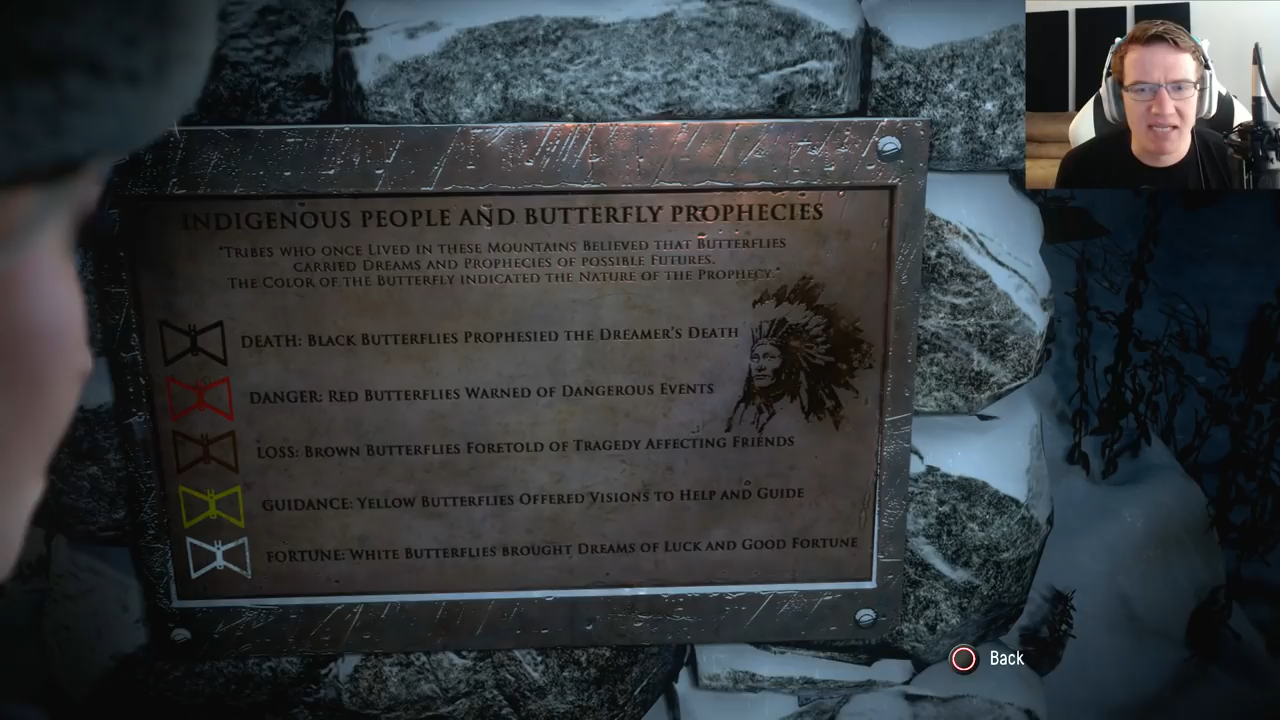 INDIGENOUS PEOPLE AND BUTTERFLY PROPHECIES
"TRIBES WHO ONCE LIVED IN THESE MOUNTAINS BELIEVED THAT BUTTERFLIES
CARRIED DREAMS AND PROPHECIES OF POSSIBLE FUTURES.
THE COLOR OF THE BUTTERFLY INDICATED THE NATURE OF THE PROPHECY."
DEATH: BLACK BUTTERFLIES PROPHESIED THE DREAMER'S DEATH
DANGER: RED BUTTERFLIES WARNED OF DANGEROUS EVENTS
LOSS: BROWN BUTTERFLIES FORETOLD OF TRAGEDY AFFECTING FRIENDS
GUIDANCE: YELLOW BUTTERFLIES OFFERED VISIONS TO HELP AND GUIDE
FORTUNE: WHITE BUTTERFLIES BROUGHT DREAMS OF LUCK AND GOOD FORTUNE
Back